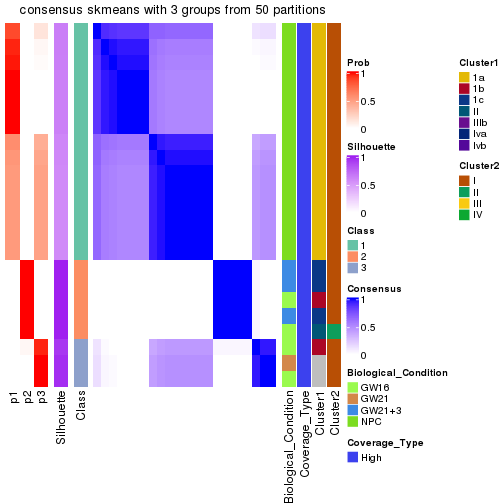 consensus skmeans with 3 groups from 50 partitions
Prob
1
0.5
0
Silhouette
1
0.5
0
Class
1
2
3
Consensus
1
0.5
0
Biological_Condition
GW16
GW21
GW21+3
NPC
Coverage_Type
High
Cluster1
1a
1b
1c
II
IIIb
Iva
Ivb
Cluster2
I
II
III
IV
p1
p2
p3
Silhouette
Class
Biological_Condition
Coverage_Type
Cluster1
Cluster2